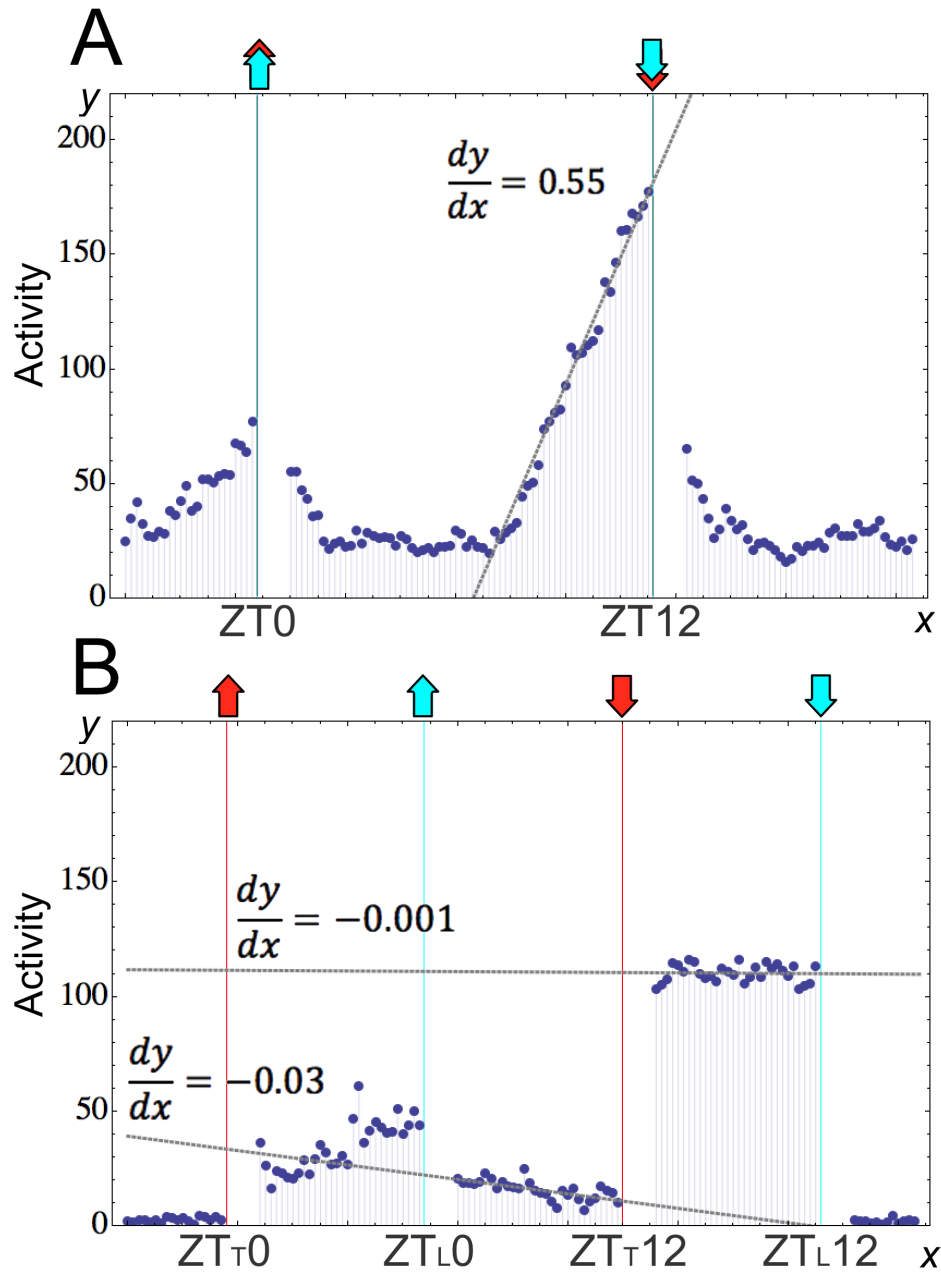 A
y
200
150
100
50
0
Activity
dy
dx
= 0.55
ZT0
ZT12
x
B
y
200
150
100
50
0
Activity
dy
dx
= −0.001
dy
dx
= −0.03
ZTT0
ZTL0
ZTT12
ZTL12
x